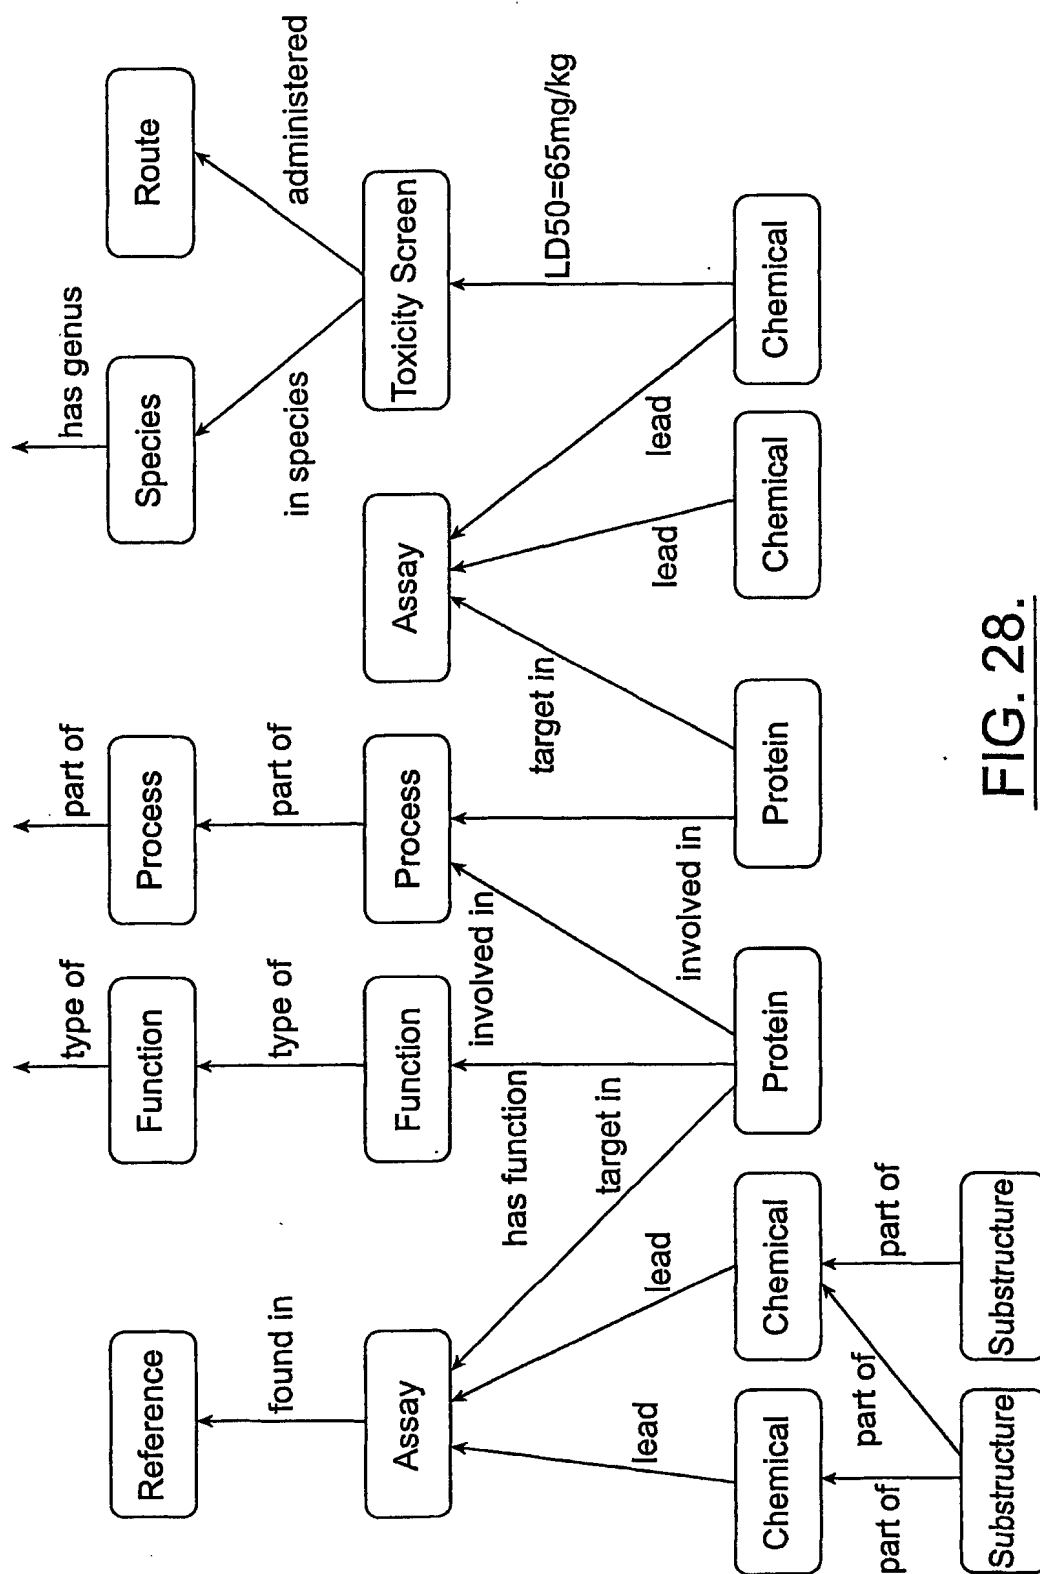 type of
part of
has genus
Reference
Function
Process
Species
Route
found in
type of
part of
in species
administered
Assay
Function
Process
Assay
Toxicity Screen
has function
involved in
target in
LD50=65mg/kg
target in
lead
lead
involved in
lead
lead
Chemical
Chemical
Protein
Protein
Chemical
Chemical
part of
part of
part of
Substructure
Substructure
FIG. 28.